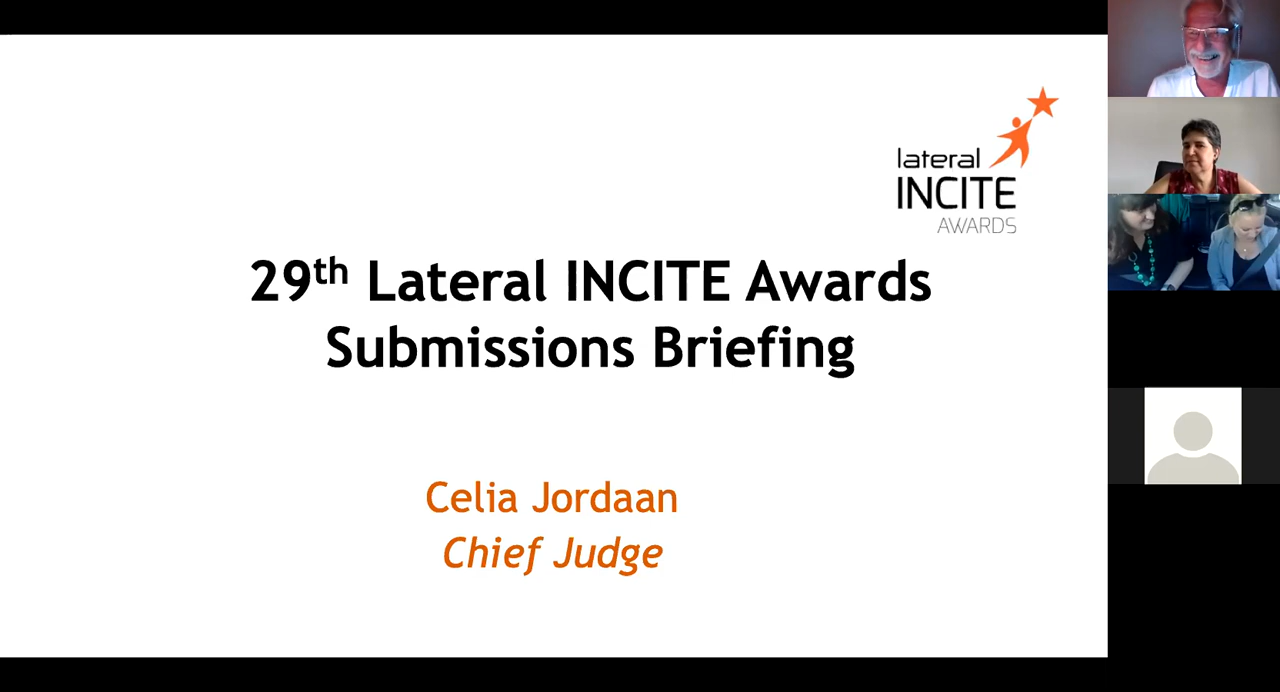 lateral
INCITE
AWARDS
29th Lateral INCITE Awards
Submissions Briefing
Celia Jordaan
Chief Judge